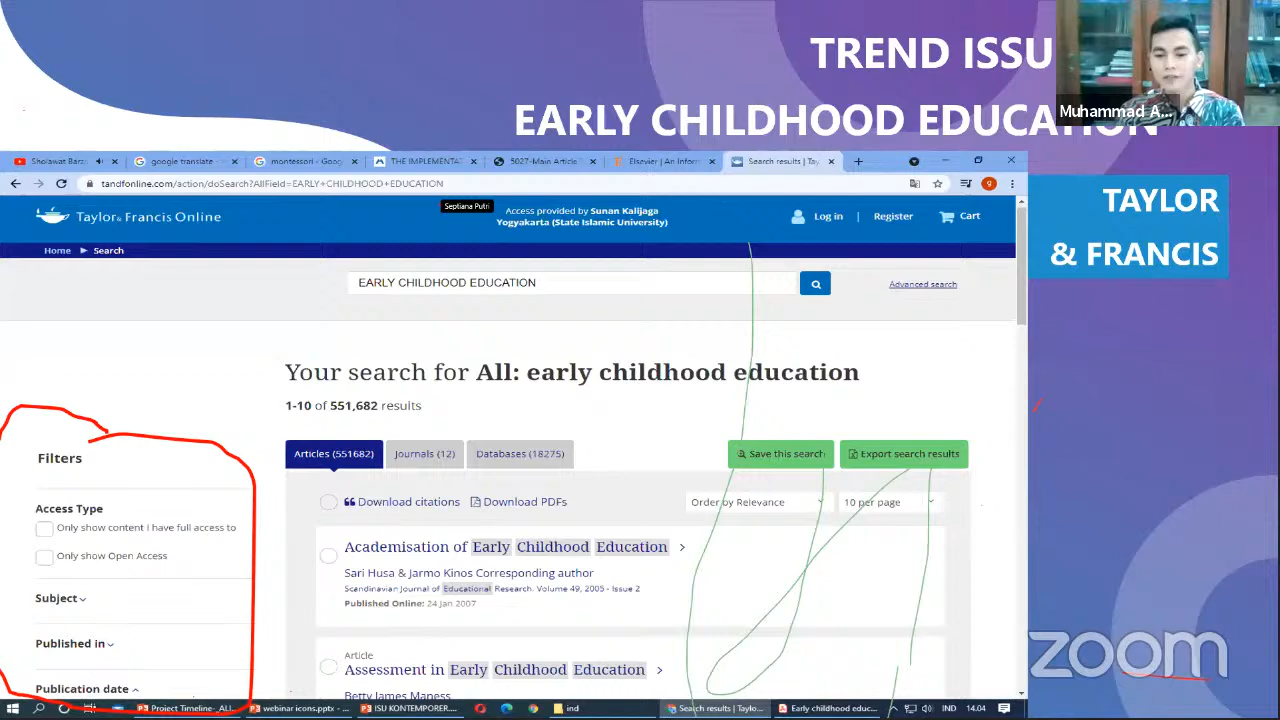 TREND ISSU
EARLY CHILDHOOD EDUCATION
Muhammad A...
Sholawat Barz
google translate -
montessori - Goog
THE IMPLEMENTAT
5027-Main Article
Elsevier | An Inform
Search results | Tay
tandfonline.com/action/doSearch?AllField=EARLY+CHILDHOOD+EDUCATION
9
TAYLOR
& FRANCIS
Taylor & Francis Online
Septiana Putri
Access provided by Sunan Kalijaga
Yogyakarta (State Islamic University)
Log in | Register
Cart
Home ▶ Search
EARLY CHILDHOOD EDUCATION
Advanced search
Your search for All: early childhood education
1-10 of 551,682 results
Articles (551682)
Journals (12)
Databases (18275)
Save this search
Export search results
Filters
Access Type
Only show content I have full access to
Only show Open Access
Subject
Published in
Publication date
Download citations
Download PDFs
Order by Relevance
10 per page
Academisation of Early Childhood Education
Sari Husa & Jarmo Kinos Corresponding author
Scandinavian Journal of Educational Research. Volume 49, 2005 - Issue 2
Published Online: 24 Jan 2007
Article
Assessment in Early Childhood Education
Betty James Maness
zoom
Project Timeline-_ALI...
webinar icons.pptx - ...
ISU KONTEMPORER....
ind
Search results | Taylo...
Early childhood educ...
IND
14.04